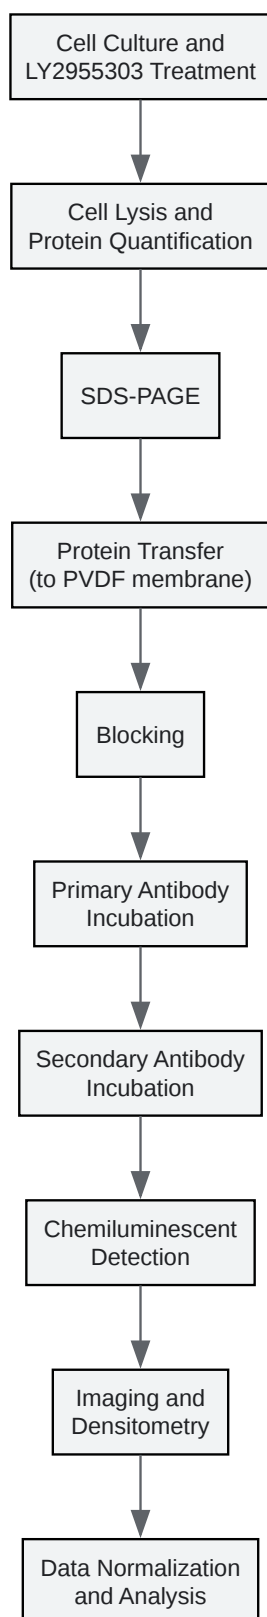 Cell Culture and
LY2955303 Treatment
Cell Lysis and
Protein Quantification
SDS-PAGE
Protein Transfer
(to PVDF membrane)
Blocking
Primary Antibody
Incubation
Secondary Antibody
Incubation
Chemiluminescent
Detection
Imaging and
Densitometry
Data Normalization
and Analysis